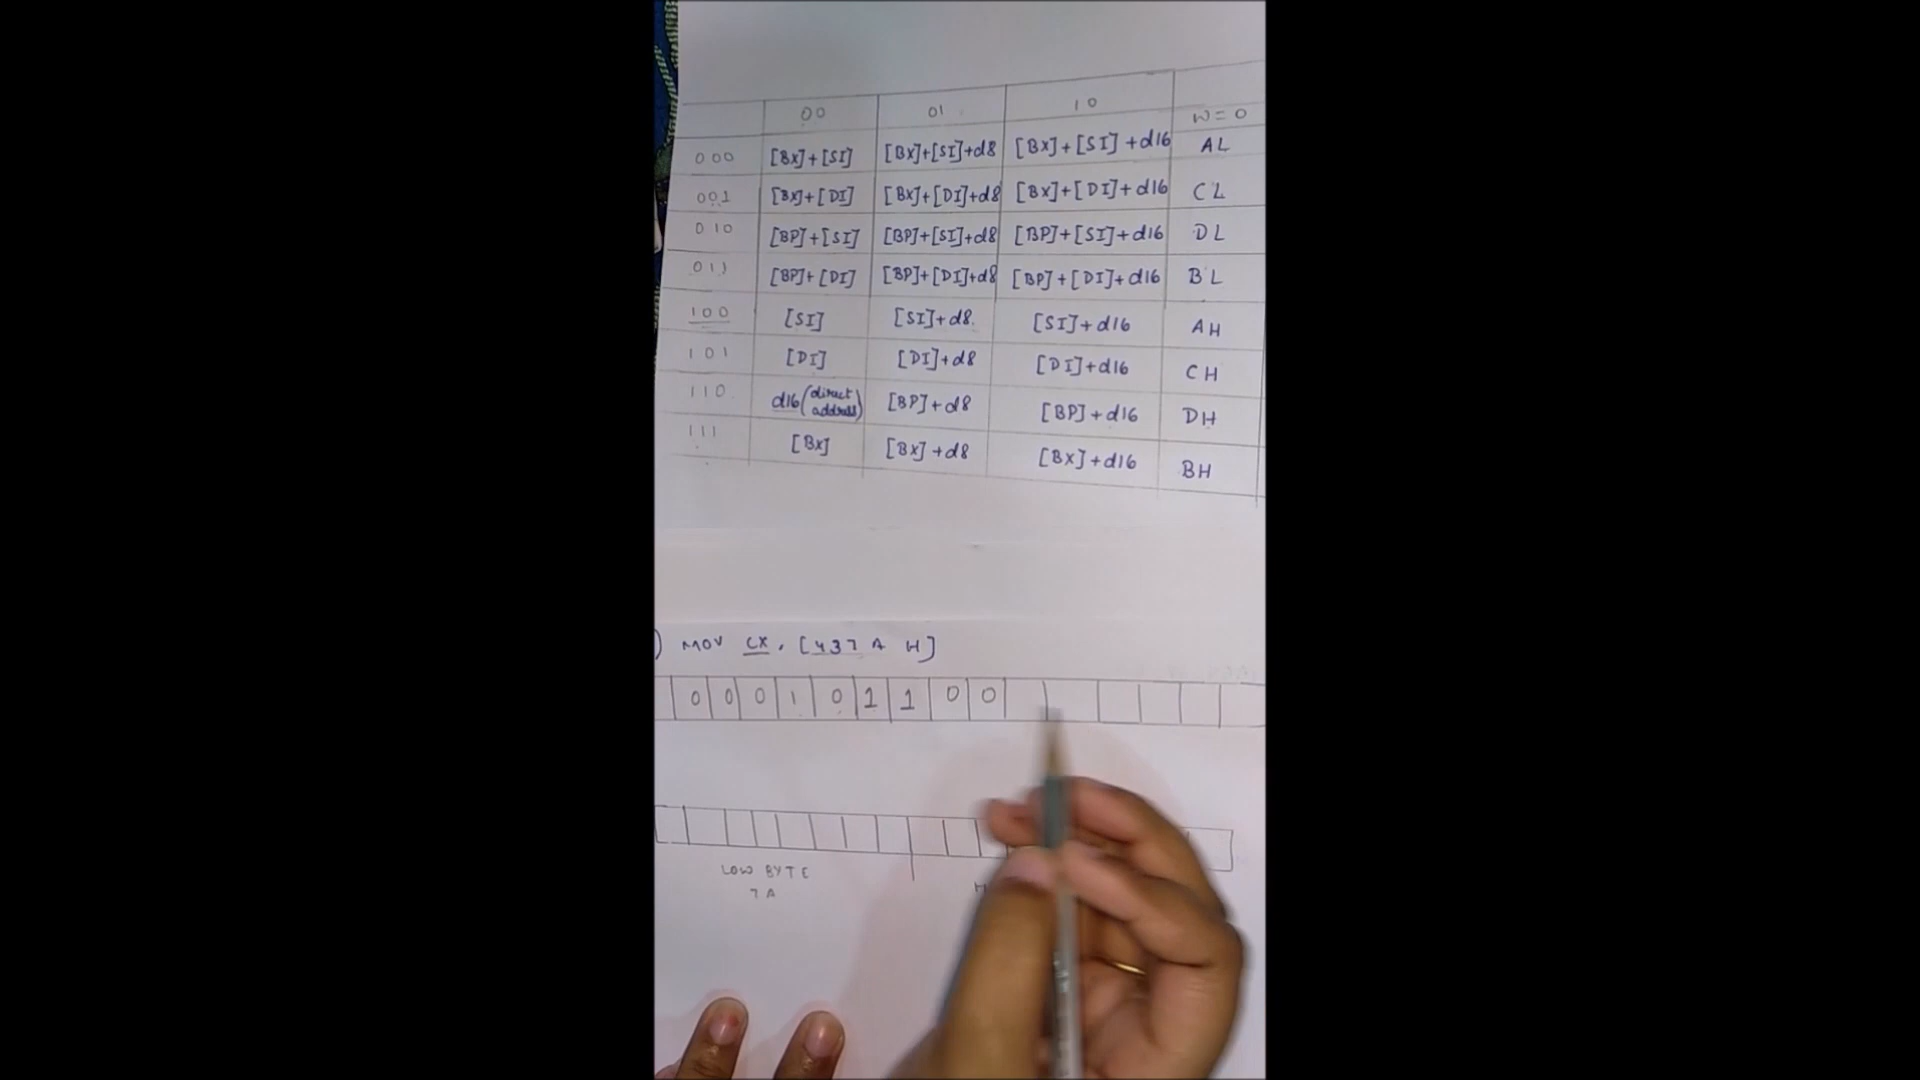 00 01 10 W=0
000 [BX]+[SI] [BX]+[SI]+d8 [BX]+[SI]+d16 AL
001 [BX]+[DI] [BX]+[DI]+d8 [BX]+[DI]+d16 CL
010 [BP]+[SI] [BP]+[SI]+d8 [BP]+[SI]+d16 DL
011 [BP]+[DI] [BP]+[DI]+d8 [BP]+[DI]+d16 BL
100 [SI] [SI]+d8 [SI]+d16 AH
101 [DI] [DI]+d8 [DI]+d16 CH
110 d16(direct address) [BP]+d8 [BP]+d16 DH
111 [BX] [BX]+d8 [BX]+d16 BH
) MOV CX, [437A H]
0 0 0 1 0 1 1 0 0
LOW BYTE
7A